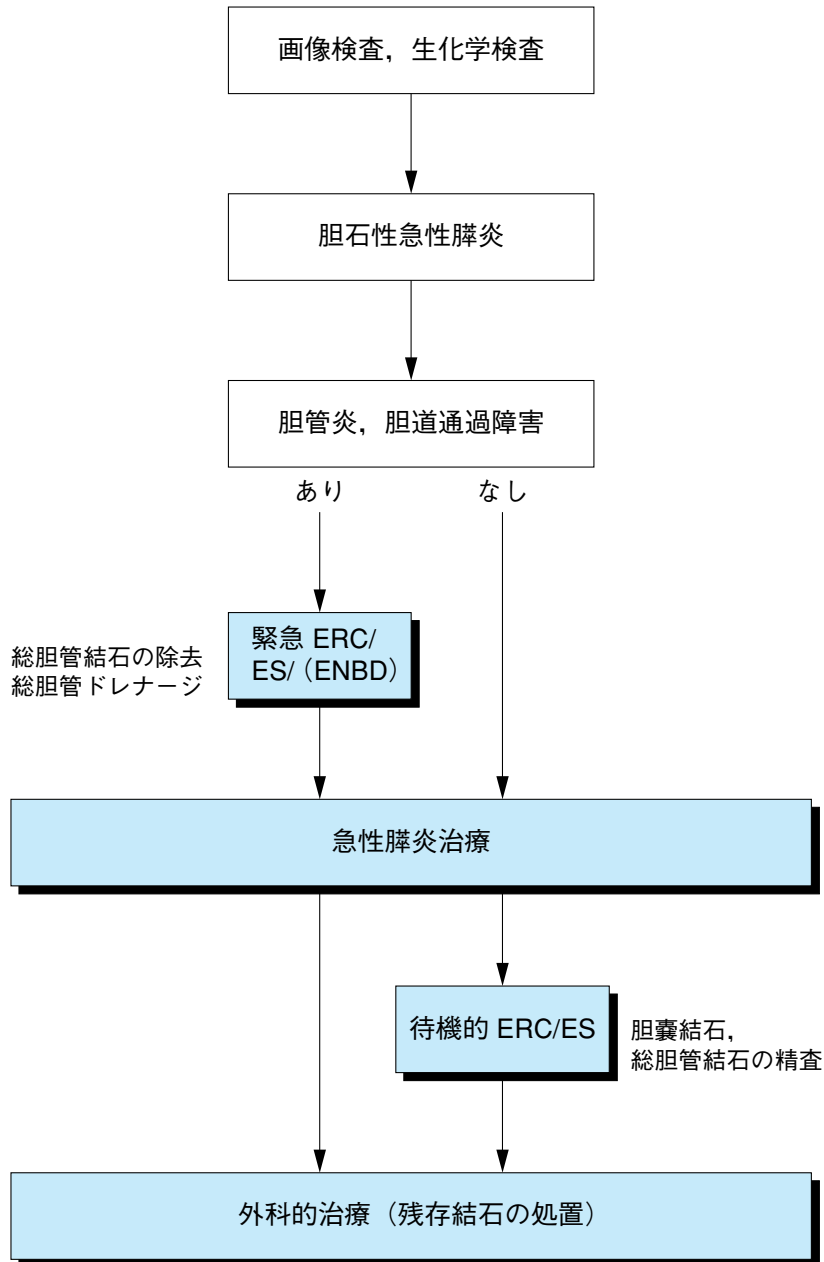 画像検査，生化学検査
胆石性急性膵炎
胆管炎，胆道通過障害
あり
なし
緊急 ERC/
ES/（ENBD）
総胆管結石の除去
総胆管ドレナージ
急性膵炎治療
待機的 ERC/ES
胆嚢結石，
総胆管結石の精査
外科的治療（残存結石の処置）